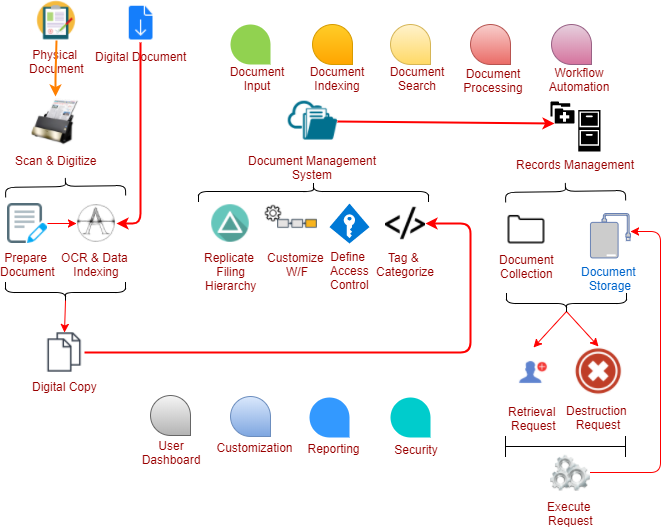 Physical
Document
Digital Document
Document
Input
Document
Indexing
Document
Search
Document
Processing
Workflow
Automation
Scan & Digitize
Document Management
System
Records Management
Prepare
Document
OCR & Data
Indexing
Replicate
Filing
Hierarchy
Customize
W/F
Define
Access
Control
Tag &
Categorize
Document
Collection
Document
Storage
Digital Copy
Retrieval
Request
Destruction
Request
User
Dashboard
Customization
Reporting
Security
Execute
Request